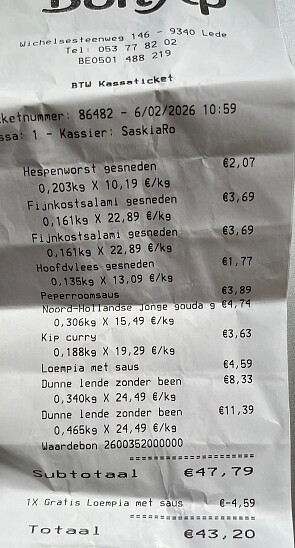 Wichelsesteenweg 146 - 9340 Lede
Tel: 053 77 82 02
BE0501 488 219
BTW Kassaticket
ketnummer: 86482 - 6/02/2026 10:59
ssa: 1 - Kassier: SaskiaRo
Hespenworst gesneden €2,07
0,203kg X 10,19 €/kg
Fijnkostsalami gesneden €3,69
0,161kg X 22,89 €/kg
Fijnkostsalami gesneden €3,69
0,161kg X 22,89 €/kg
Hoofdvlees gesneden €1,77
0,135kg X 13,09 €/kg
Peperroomsaus €3,89
Noord-Hollandse Jonge gouda g €4,74
0,306kg X 15,49 €/kg
Kip curry €3,63
0,188kg X 19,29 €/kg
Loempia met saus €4,59
Dunne lende zonder been €8,33
0,340kg X 24,49 €/kg
Dunne lende zonder been €11,39
0,465kg X 24,49 €/kg
Waardebon 2600352000000
Subtotaal €47,79
1X Gratis Loempia met saus €-4,59
Totaal €43,20